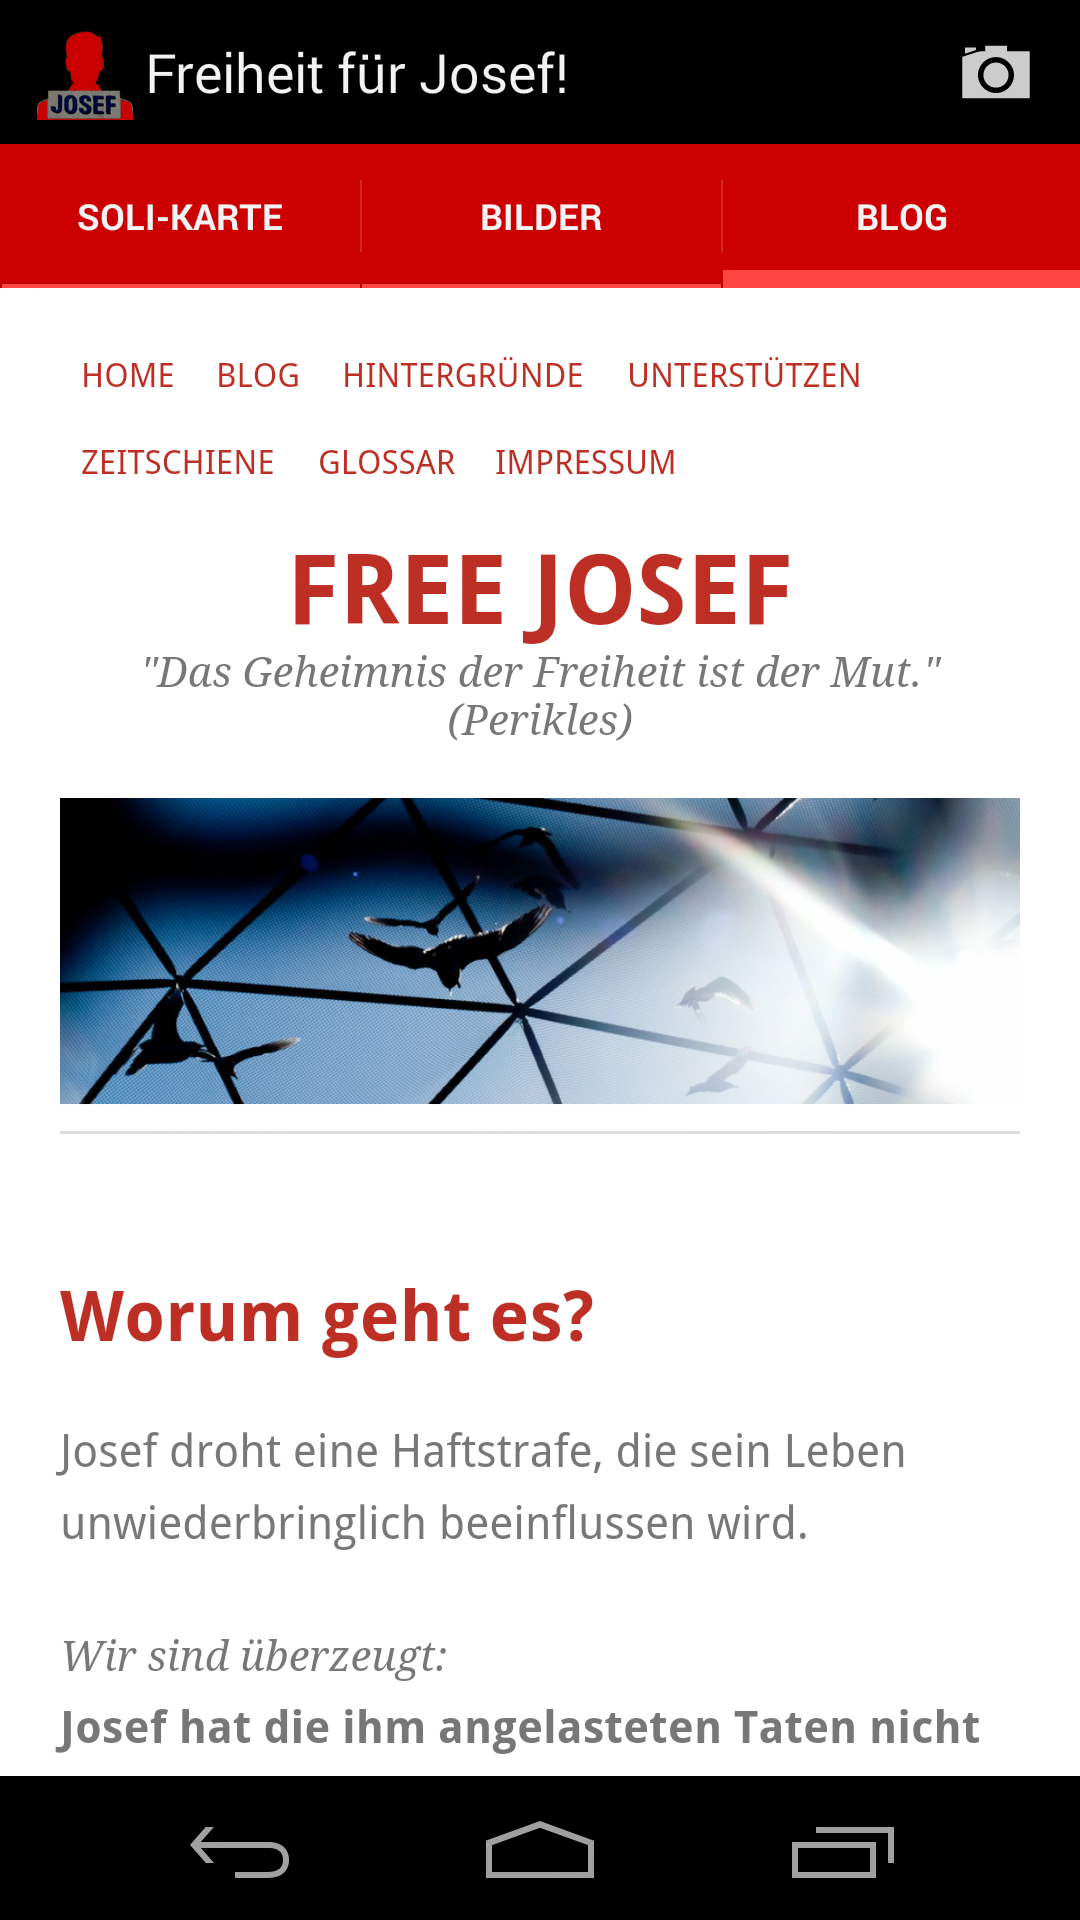 JOSEF
Freiheit für Josef!
SOLI-KARTE BILDER BLOG
HOME BLOG HINTERGRÜNDE UNTERSTÜTZEN
ZEITSCHIENE GLOSSAR IMPRESSUM
FREE JOSEF
"Das Geheimnis der Freiheit ist der Mut."
(Perikles)
Worum geht es?
Josef droht eine Haftstrafe, die sein Leben
unwiederbringlich beeinflussen wird.
Wir sind überzeugt:
Josef hat die ihm angelasteten Taten nicht